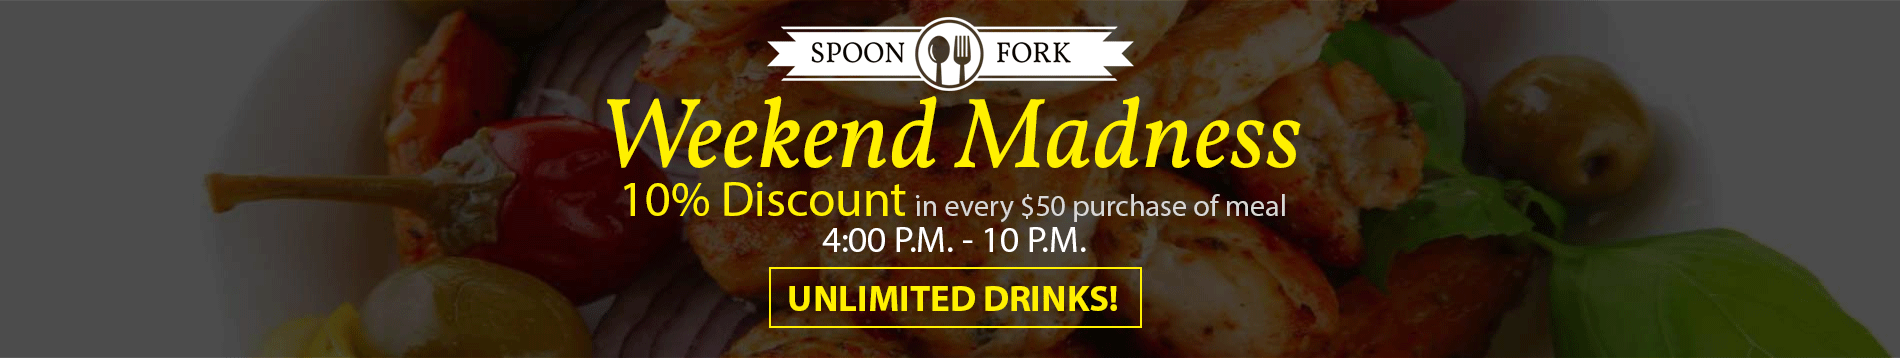 SPOON FORK
Weekend Madness
10% Discount in every $50 purchase of meal
4:00 P.M. - 10 P.M.
UNLIMITED DRINKS!